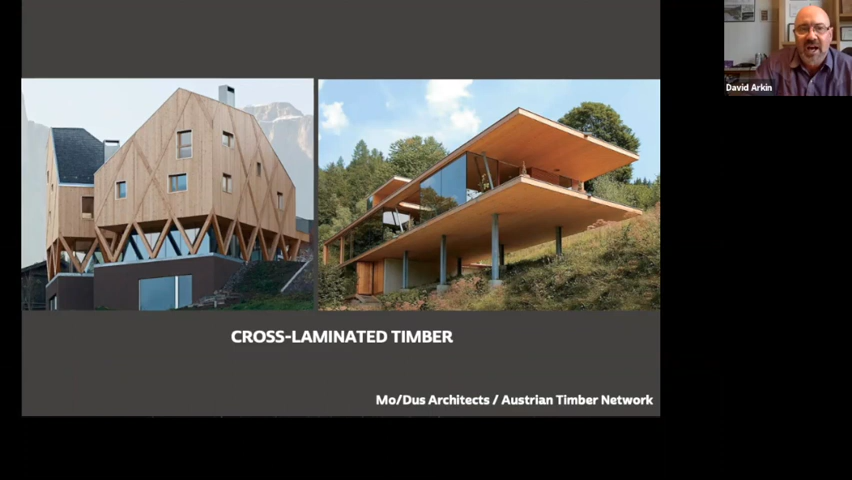 David Arkin
CROSS-LAMINATED TIMBER
Mo/Dus Architects / Austrian Timber Network